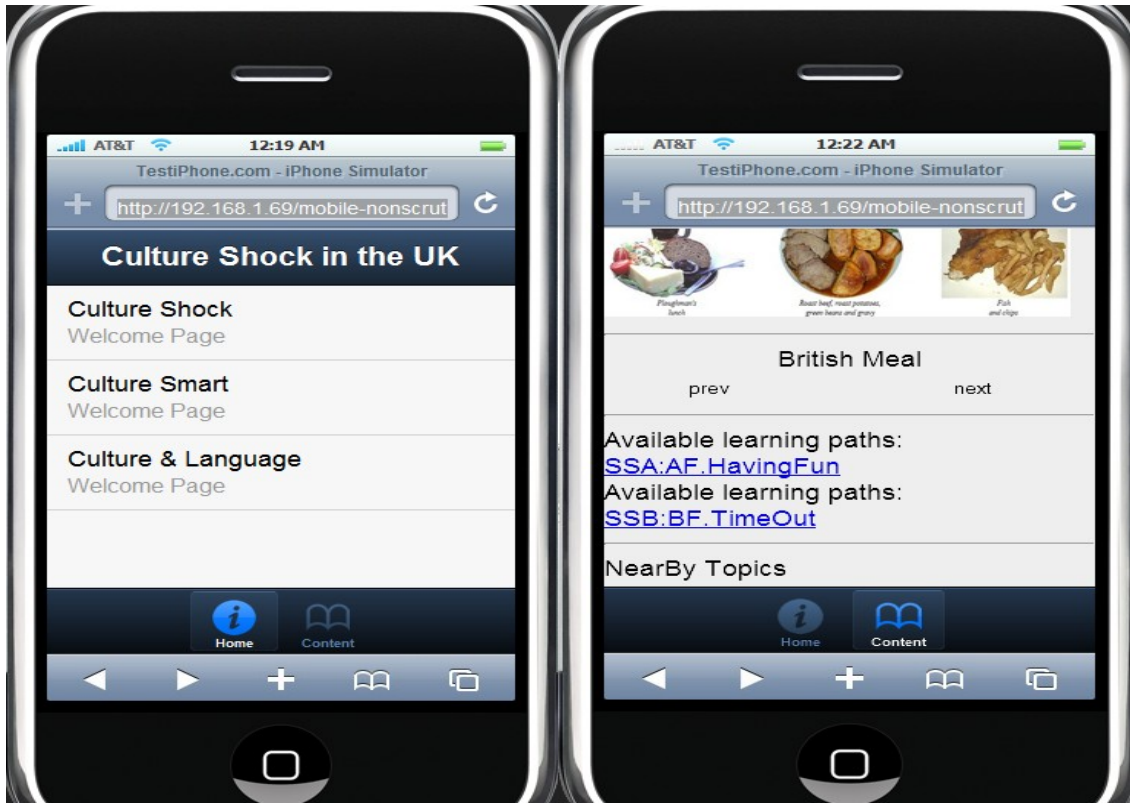 AT&T 12:19 AM
TestiPhone.com - iPhone Simulator
http://192.168.1.69/mobile-nonscrut
Culture Shock in the UK
Culture Shock
Welcome Page
Culture Smart
Welcome Page
Culture & Language
Welcome Page
Home Content
AT&T 12:22 AM
TestiPhone.com - iPhone Simulator
http://192.168.1.69/mobile-nonscrut
Ploughman's lunch
Roast beef, roast potatoes, green beans and gravy
Fish and chips
British Meal
prev next
Available learning paths:
SSA:AF.HavingFun
Available learning paths:
SSB:BF.TimeOut
NearBy Topics
Home Content